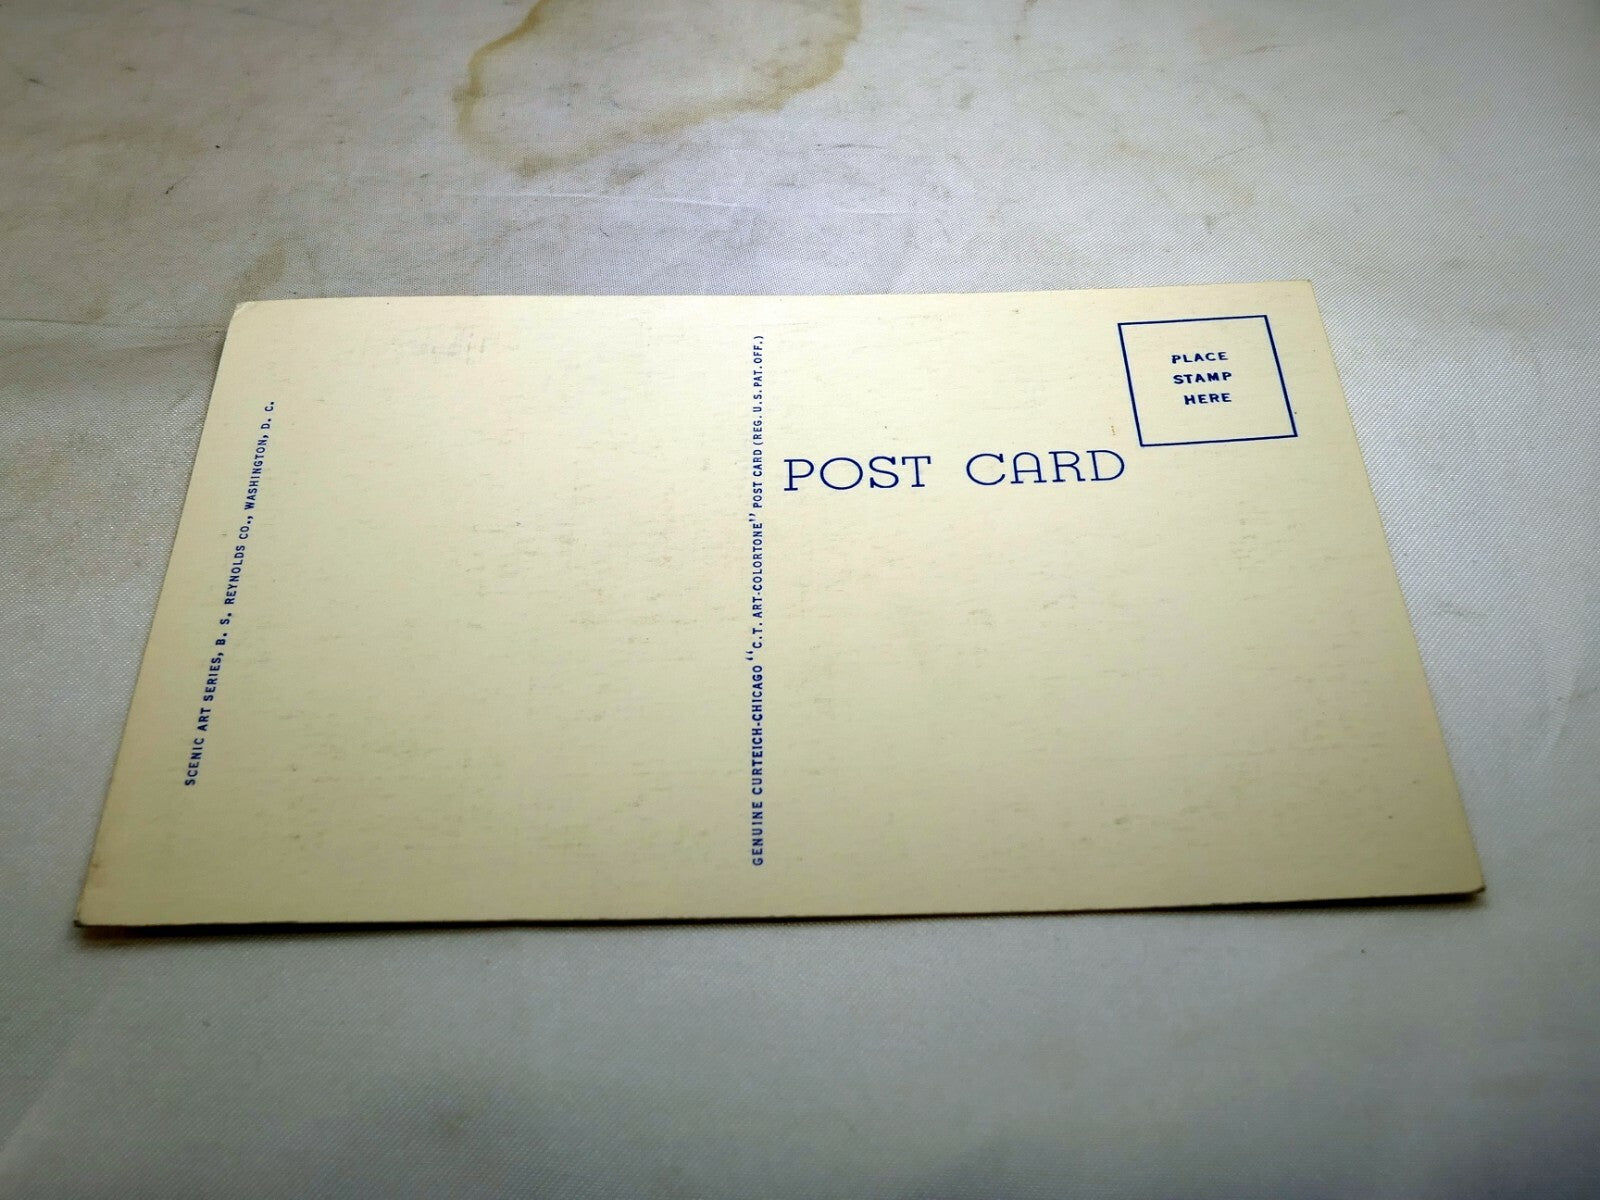 SCENIC ART SERIES, B. S. REYNOLDS CO., WASHINGTON, D. C.
GENUINE CURTEICH-CHICAGO "C.T. ART-COLORTONE" POST CARD (REG. U.S. PAT. OFF.)
POST CARD
PLACE
STAMP
HERE